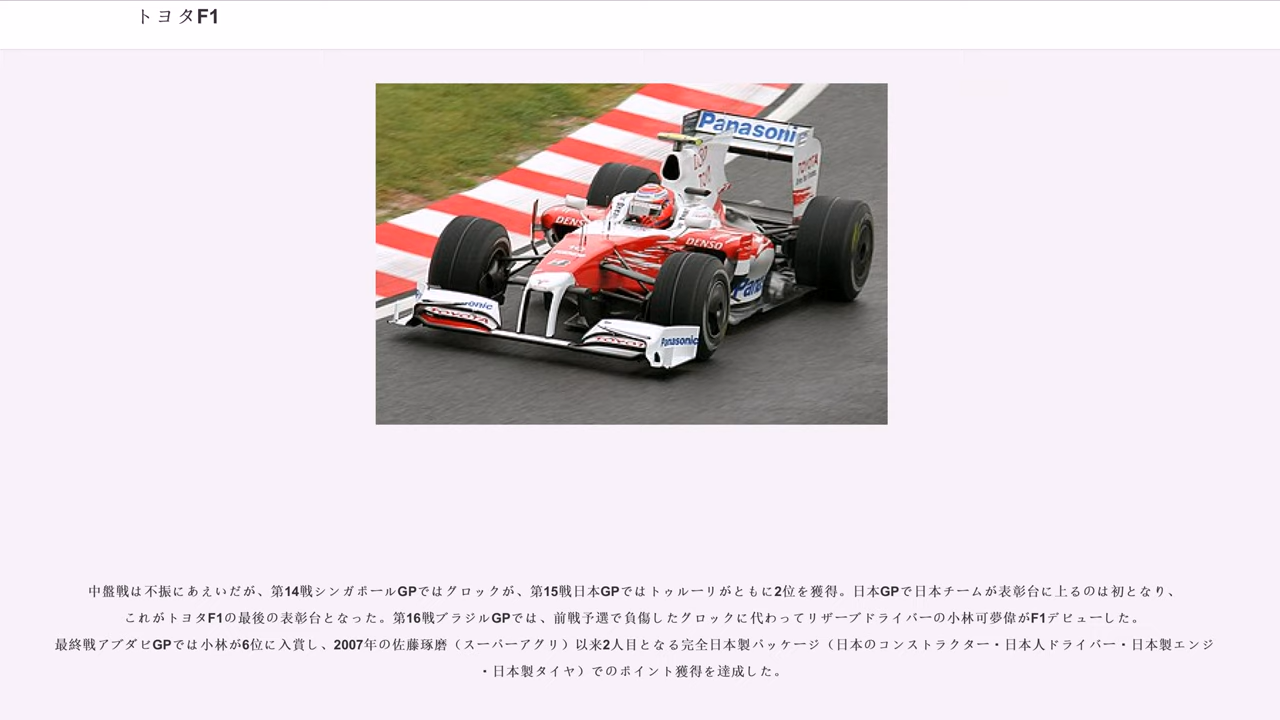 トヨタF1
Panasonic
TOYOTA
DENSO
DENSO
Panasonic
中盤戦は不振にあえいだが、第14戦シンガポールGPではグロックが、第15戦日本GPではトゥルーリがともに2位を獲得。日本GPで日本チームが表彰台に上るのは初となり、
これがトヨタF1の最後の表彰台となった。第16戦ブラジルGPでは、前戦予選で負傷したグロックに代わってリザーブドライバーの小林可夢偉がF1デビューした。
最終戦アブダビGPでは小林が6位に入賞し、2007年の佐藤琢磨（スーパーアグリ）以来2人目となる完全日本製パッケージ（日本のコンストラクター・日本人ドライバー・日本製エンジ
・日本製タイヤ）でのポイント獲得を達成した。